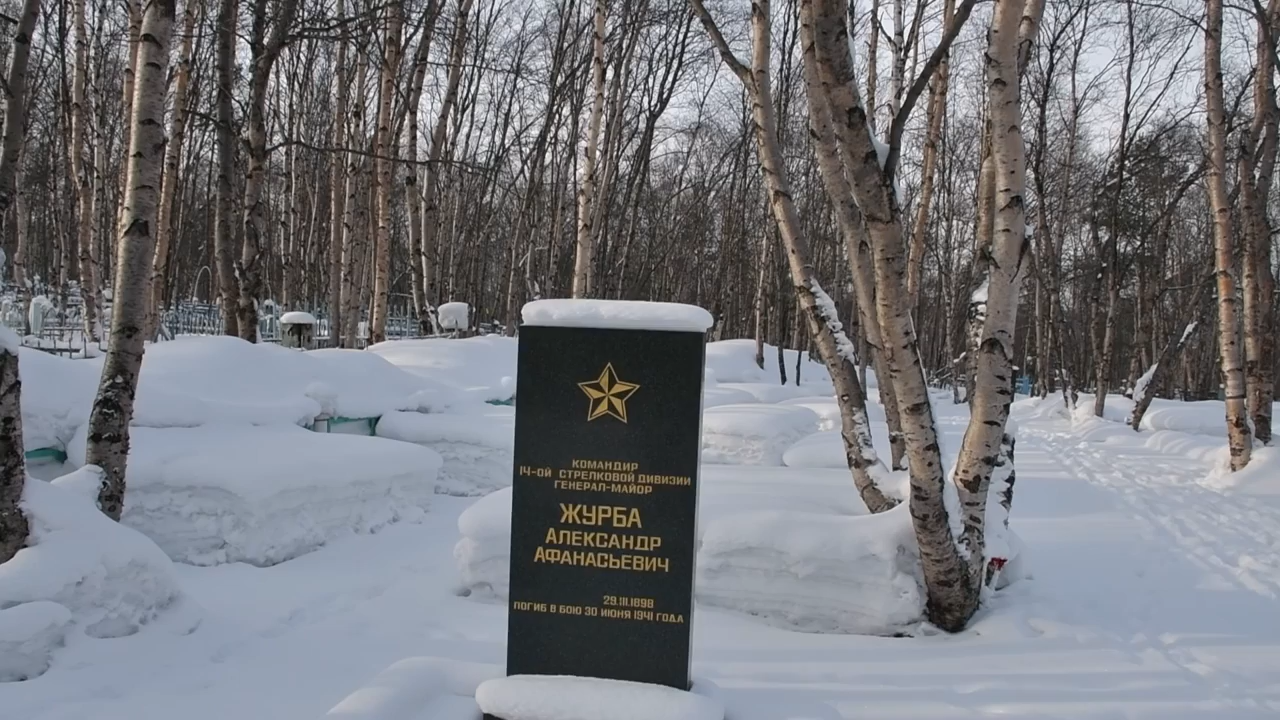 КОМАНДИР
14-ОЙ СТРЕЛКОВОЙ ДИВИЗИИ
ГЕНЕРАЛ-МАЙОР
ЖУРБА
АЛЕКСАНДР
АФАНАСЬЕВИЧ
29.III.1898
ПОГИБ В БОЮ 30 ИЮНЯ 1941 ГОДА